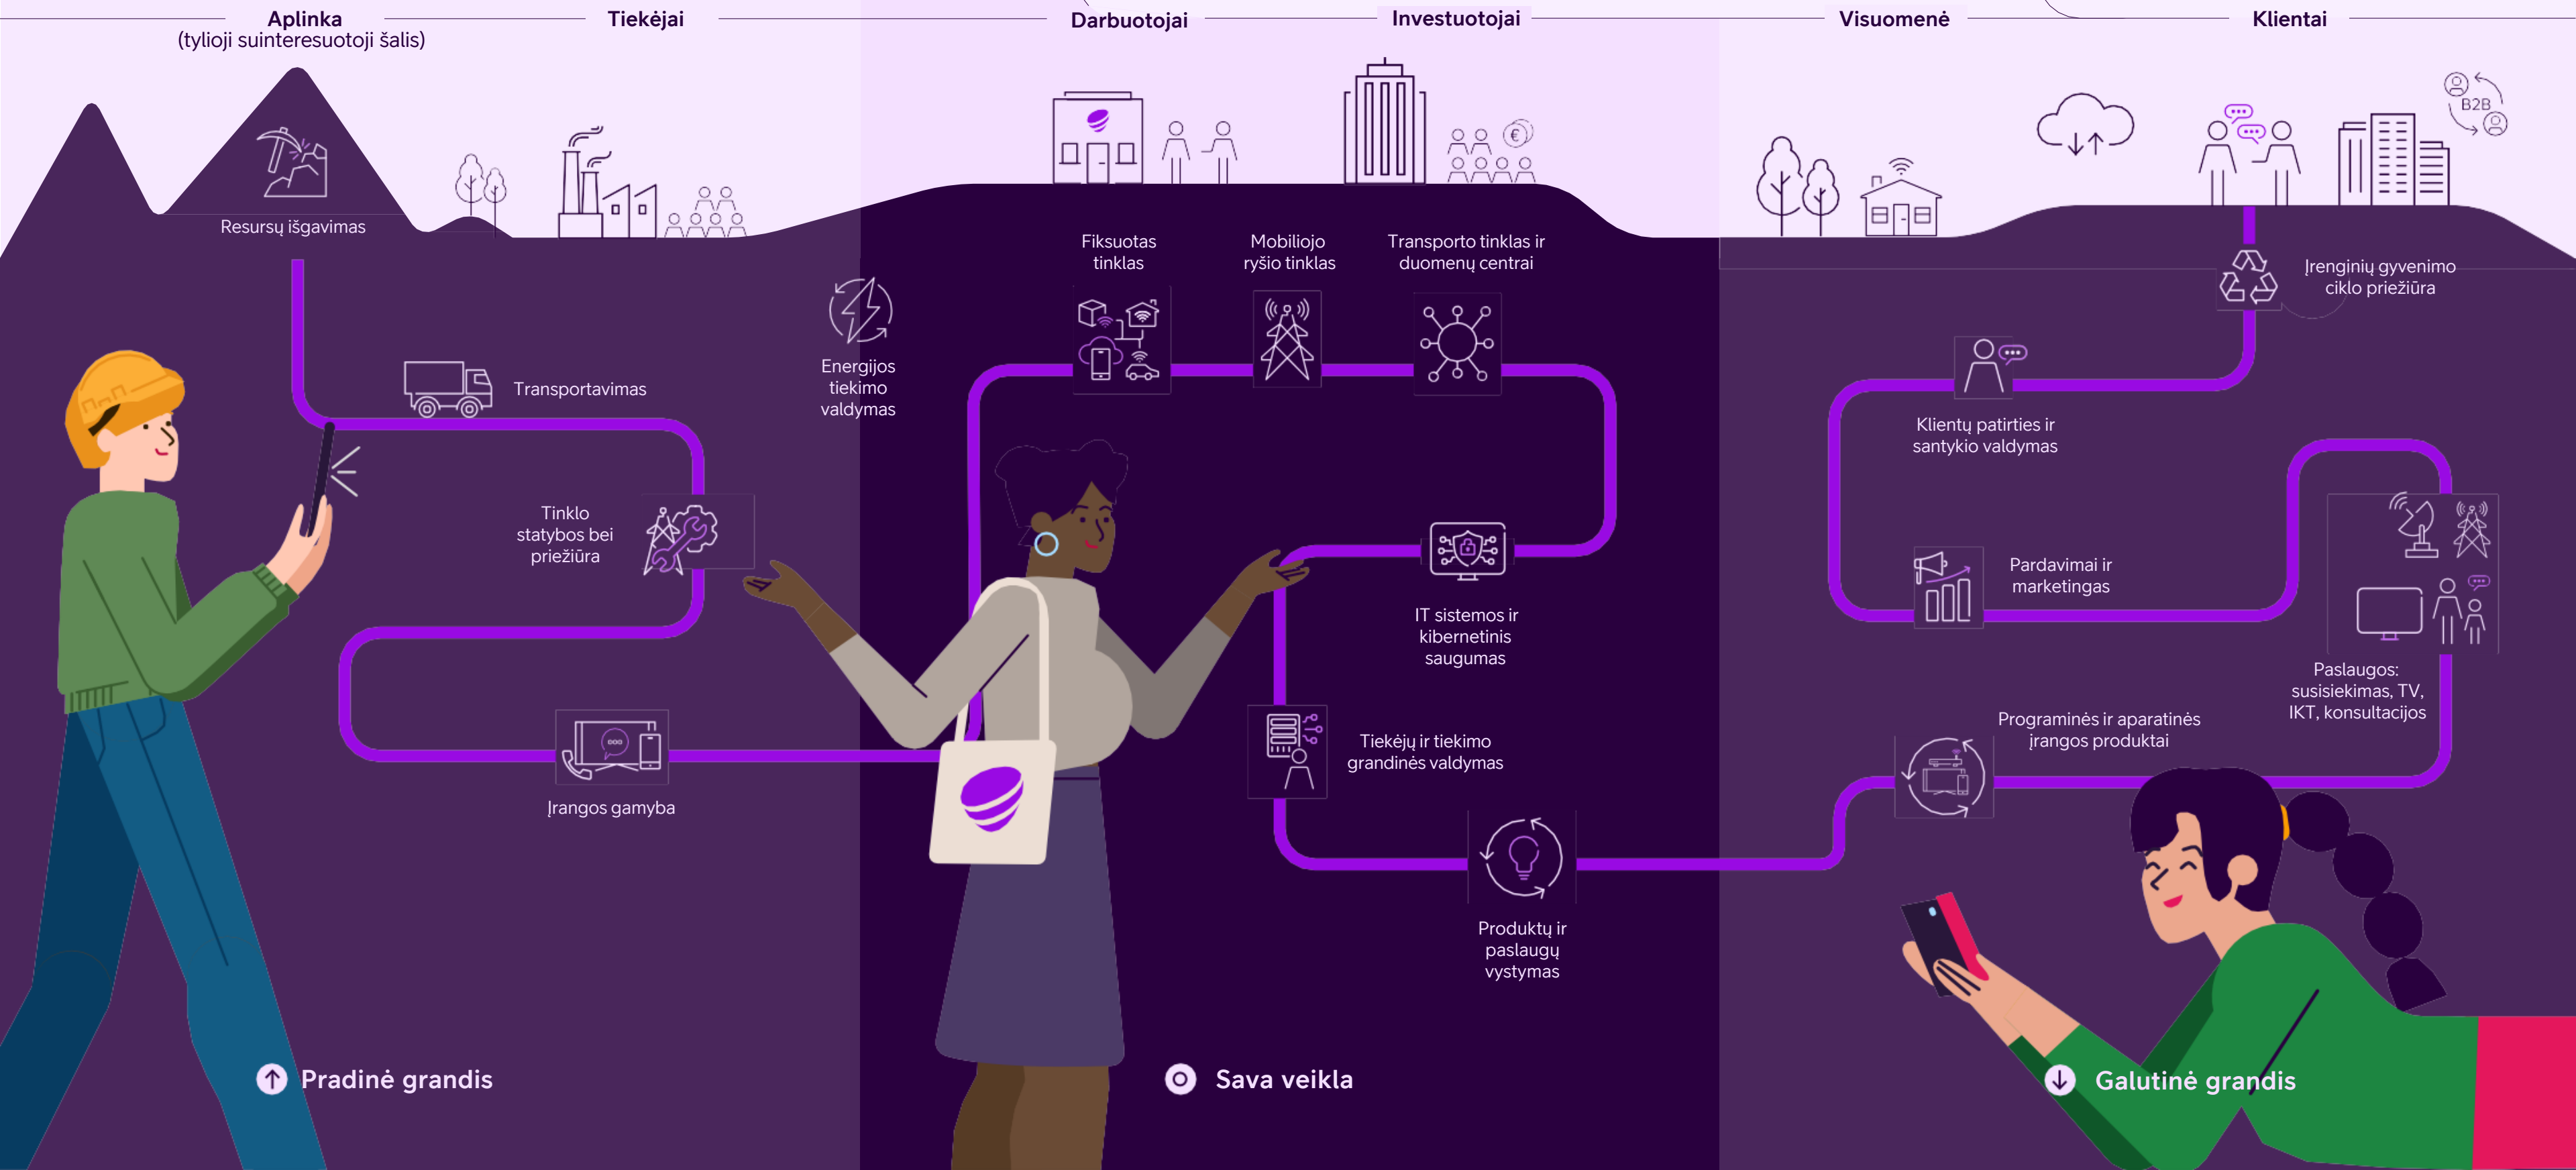 Aplinka
(tylioji suinteresuotoji šalis)
Tiekėjai
Darbuotojai
Investuotojai
Visuomenė
Klientai
B2B
€
Resursų išgavimas
Transportavimas
Tinklo
statybos bei
priežiūra
Įrangos gamyba
Energijos
tiekimo
valdymas
Fiksuotas
tinklas
Mobiliojo
ryšio tinklas
Transporto tinklas ir
duomenų centrai
IT sistemos ir
kibernetinis
saugumas
Tiekėjų ir tiekimo
grandinės valdymas
Produktų ir
paslaugų
vystymas
Įrenginių gyvenimo
ciklo priežiūra
Klientų patirties ir
santykio valdymas
Pardavimai ir
marketingas
Paslaugos:
susisiekimas, TV,
IKT, konsultacijos
Programinės ir aparatinės
įrangos produktai
Pradinė grandis
Sava veikla
Galutinė grandis